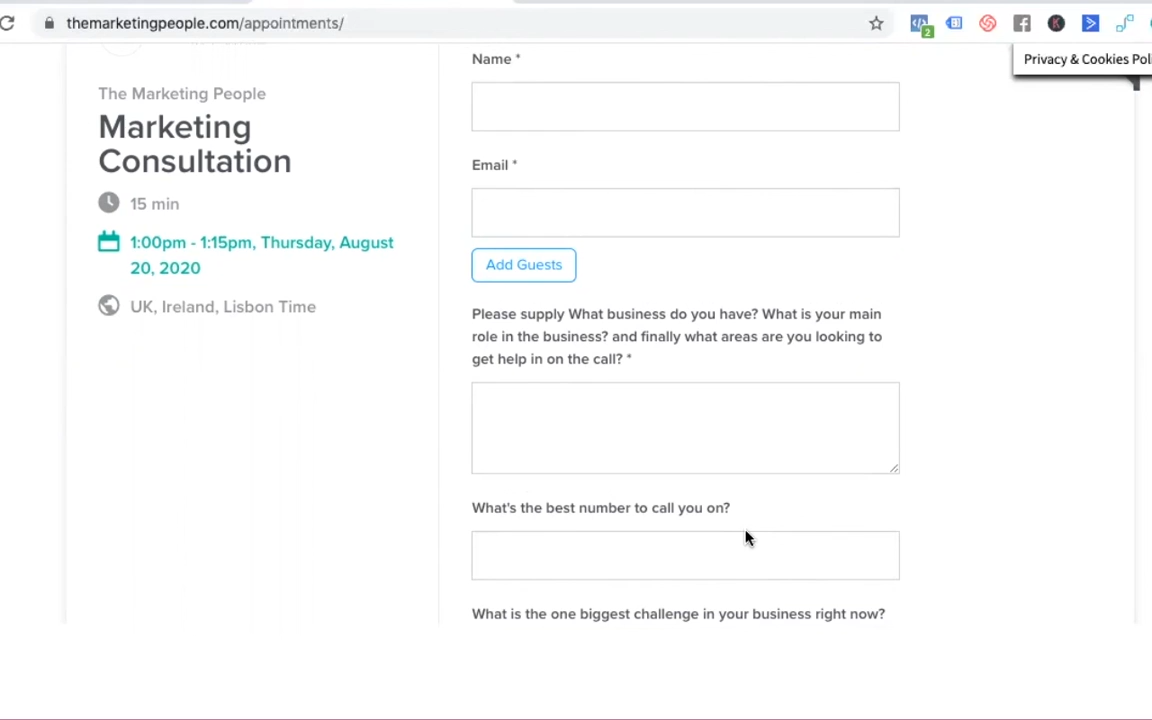 themarketingpeople.com/appointments/
2
Privacy & Cookies Poli
The Marketing People
Marketing
Consultation
15 min
1:00pm - 1:15pm, Thursday, August
20, 2020
UK, Ireland, Lisbon Time
Name *
Email *
Add Guests
Please supply What business do you have? What is your main
role in the business? and finally what areas are you looking to
get help in on the call? *
What's the best number to call you on?
What is the one biggest challenge in your business right now?